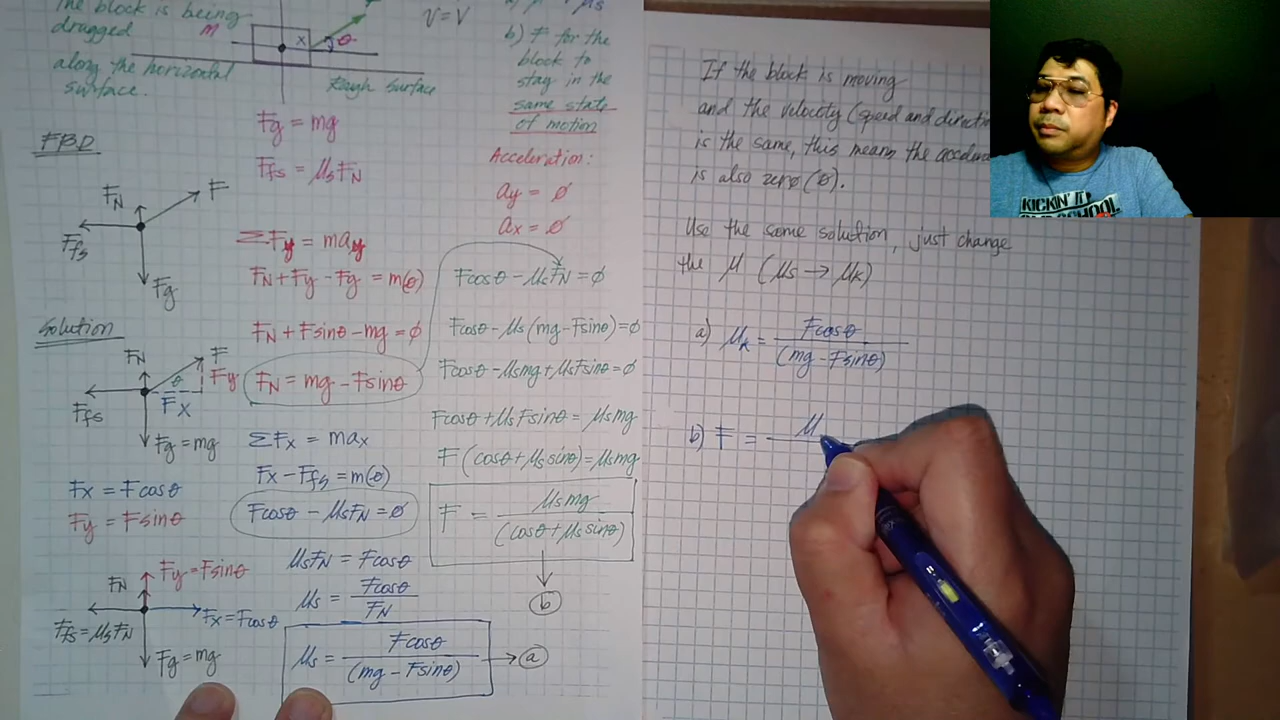 The block is being
dragged
along the horizontal
surface.
M
x
θ
V = V
Rough Surface
b) F for the
block to
stay in the
same state
of motion
Acceleration:
ay = 0
ax = 0
Fg = mg
Ffs = μsFN
F.B.D
FN
F
Ffs
Fg
ΣFy = may
FN + Fy - Fg = m(0)
FN + Fsinθ - mg = 0
FN = mg - Fsinθ
Solution
FN
F
θ
Fy
Ffs
Fx
Fg = mg
Fx = Fcosθ
Fy = Fsinθ
FN
Fy = Fsinθ
Ffs = μsFN
Fx = Fcosθ
Fg = mg
ΣFx = max
Fx - Ffs = m(0)
Fcosθ - μsFN = 0
μsFN = Fcosθ
μs = Fcosθ / FN
μs = Fcosθ / (mg - Fsinθ) → a
Fcosθ - μsFN = 0
Fcosθ - μs(mg - Fsinθ) = 0
Fcosθ - μsmg + μsFsinθ = 0
Fcosθ + μsFsinθ = μsmg
F(cosθ + μssinθ) = μsmg
F = μsmg / (cosθ + μssinθ)
b
If the block is moving
and the velocity (speed and directi
is the same, this means the
is also zero (0).
Use the same solution, just change
the μ (μs → μk)
a) μk = Fcosθ / (mg - Fsinθ)
b) F = μ
KICKIN' IT